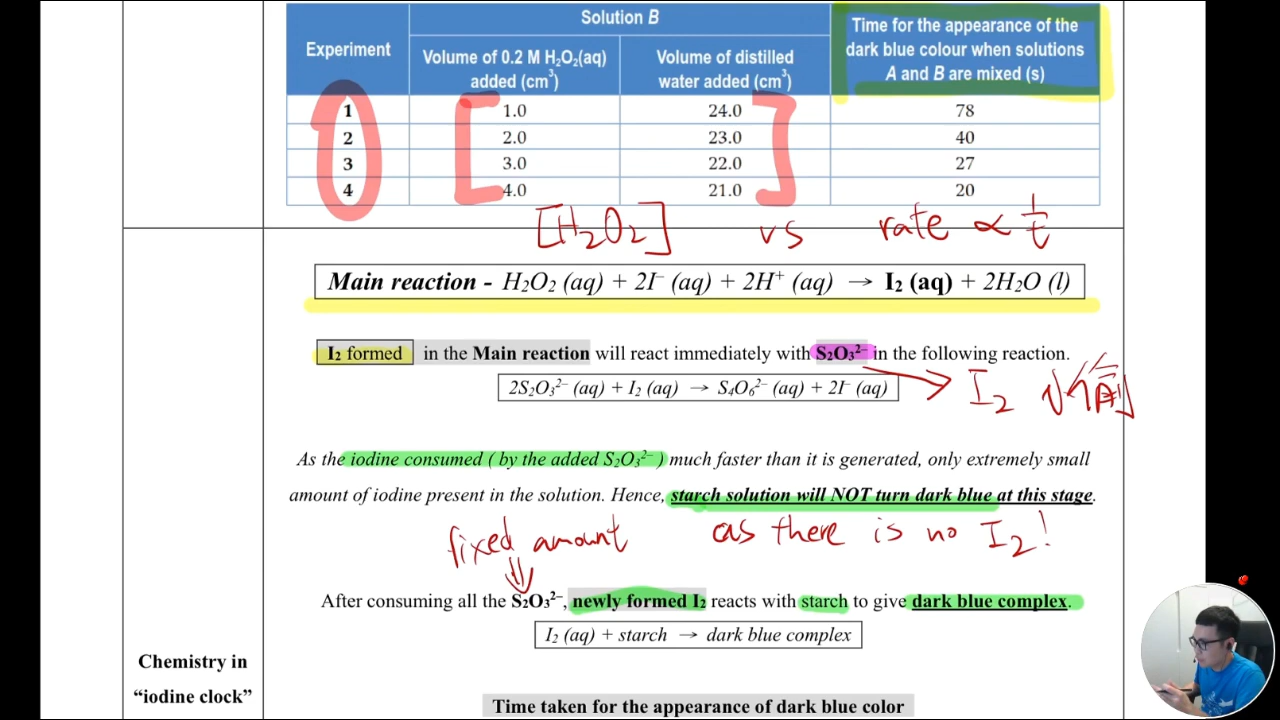 Solution B
Experiment
Volume of 0.2 M H₂O₂(aq) added (cm³)
Volume of distilled water added (cm³)
Time for the appearance of the dark blue colour when solutions A and B are mixed (s)
1 1.0 24.0 78
2 2.0 23.0 40
3 3.0 22.0 27
4 4.0 21.0 20
[H₂O₂] vs rate ∝ 1/t
Main reaction - H₂O₂ (aq) + 2I⁻ (aq) + 2H⁺ (aq) → I₂ (aq) + 2H₂O (l)
I₂ formed in the Main reaction will react immediately with S₂O₃²⁻ in the following reaction.
2S₂O₃²⁻ (aq) + I₂ (aq) → S₄O₆²⁻ (aq) + 2I⁻ (aq)
→ I₂
As the iodine consumed ( by the added S₂O₃²⁻ ) much faster than it is generated, only extremely small
amount of iodine present in the solution. Hence, starch solution will NOT turn dark blue at this stage.
fixed amount as there is no I₂!
After consuming all the S₂O₃²⁻, newly formed I₂ reacts with starch to give dark blue complex.
I₂ (aq) + starch → dark blue complex
Chemistry in
“iodine clock”
Time taken for the appearance of dark blue color